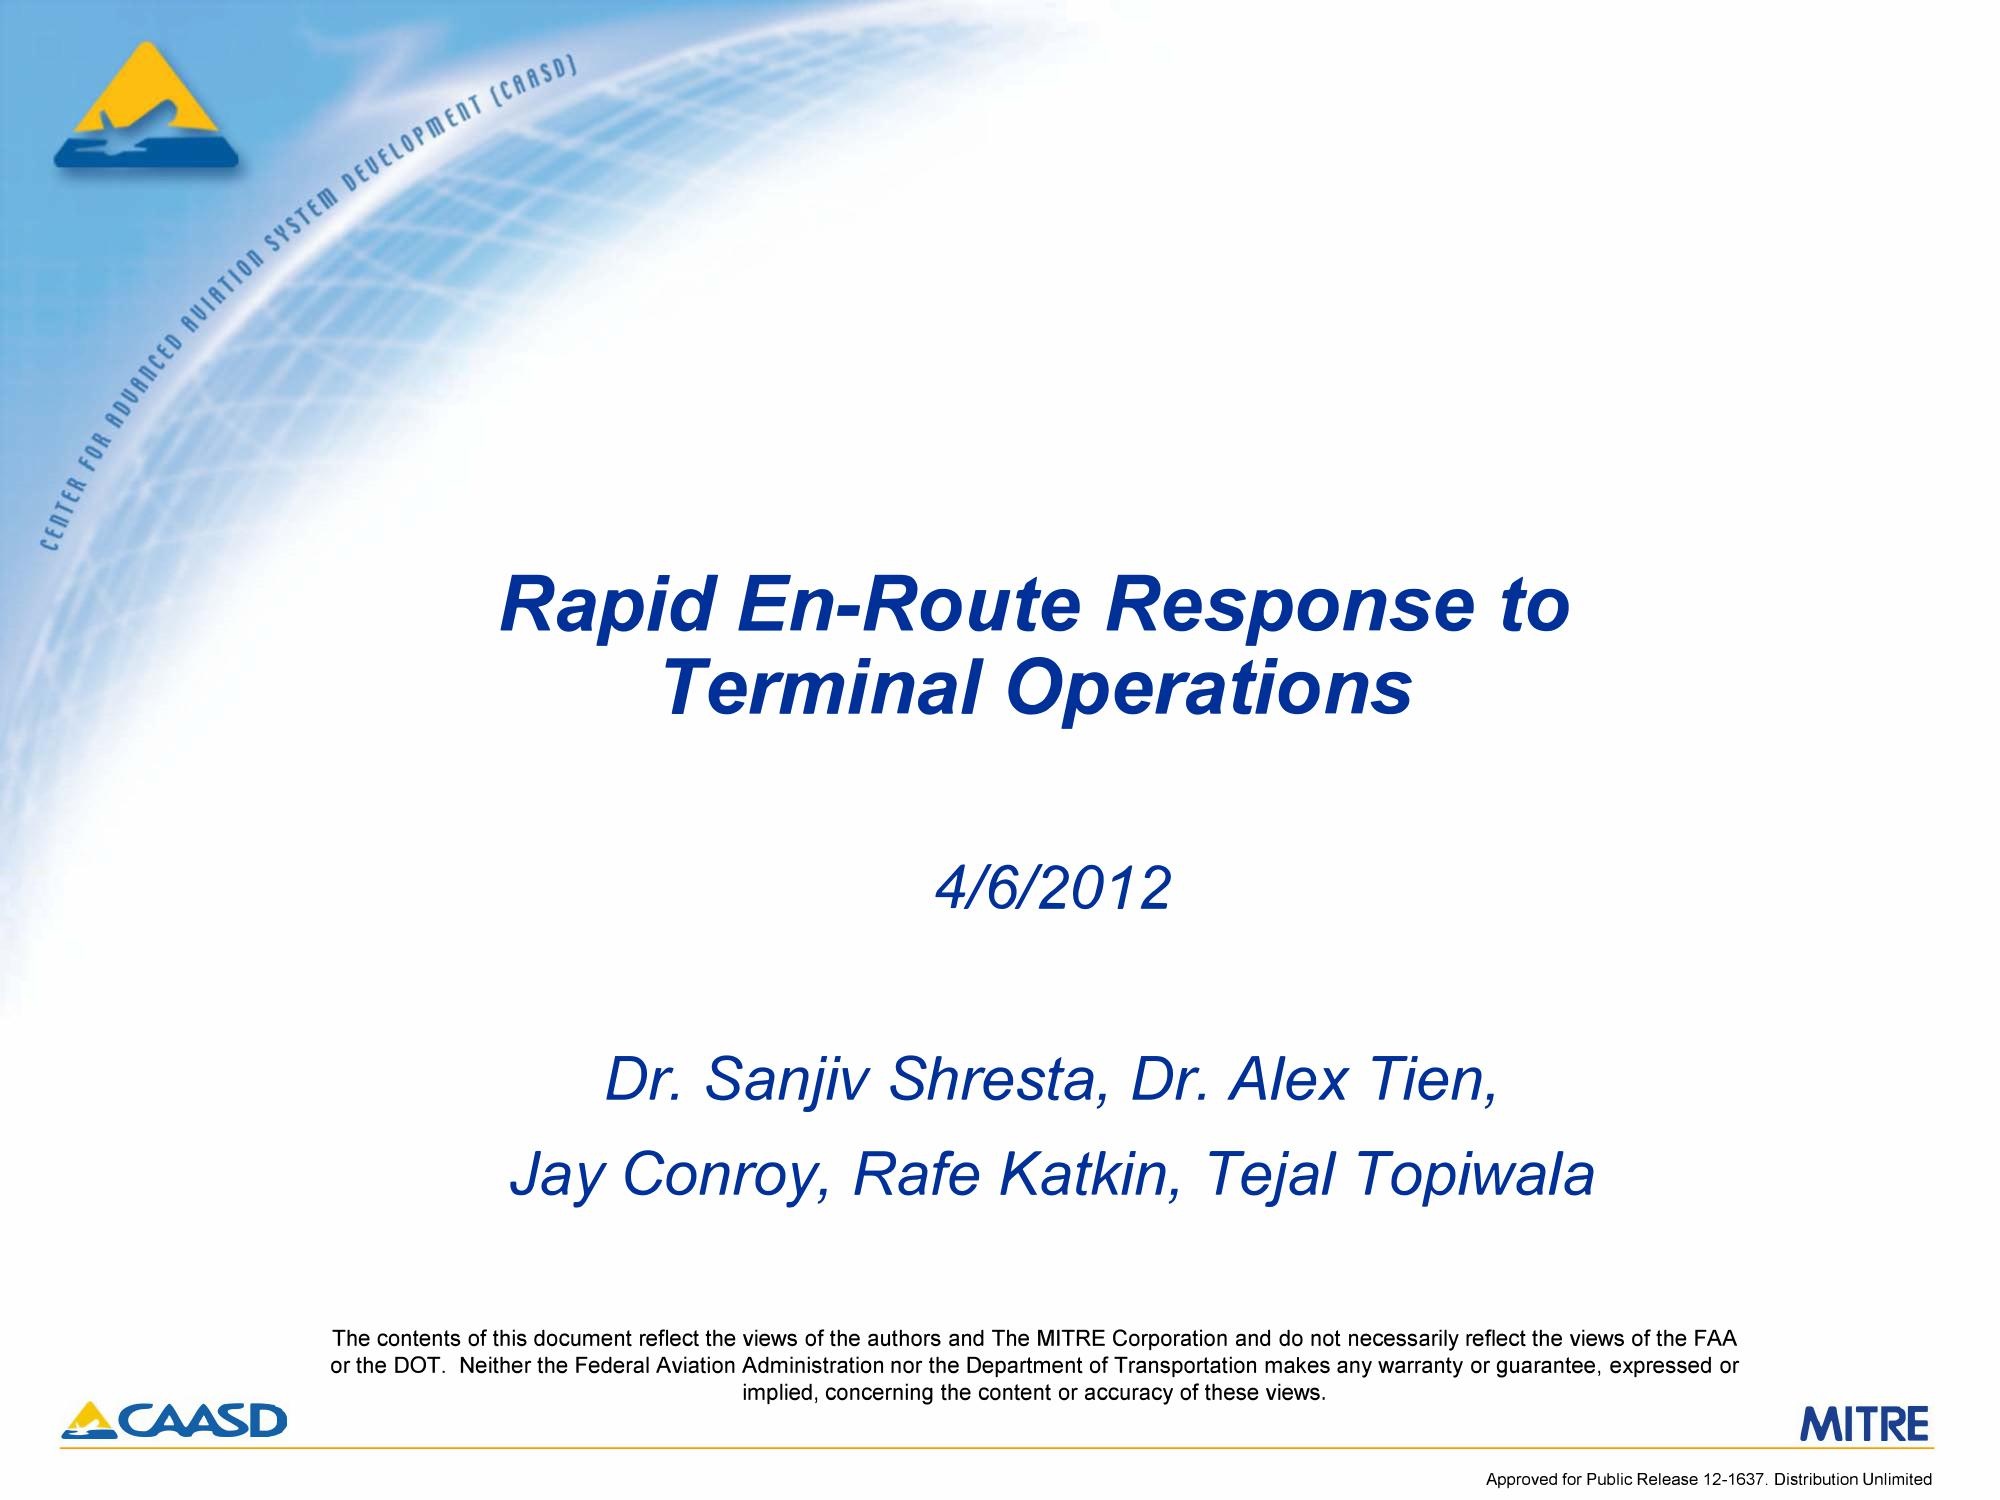 CENTER FOR ADVANCED AVIATION SYSTEM DEVELOPMENT (CAASD)
Rapid En-Route Response to
Terminal Operations
4/6/2012
Dr. Sanjiv Shresta, Dr. Alex Tien,
Jay Conroy, Rafe Katkin, Tejal Topiwala
The contents of this document reflect the views of the authors and The MITRE Corporation and do not necessarily reflect the views of the FAA
or the DOT.  Neither the Federal Aviation Administration nor the Department of Transportation makes any warranty or guarantee, expressed or
implied, concerning the content or accuracy of these views.
CAASD
MITRE
Approved for Public Release 12-1637. Distribution Unlimited